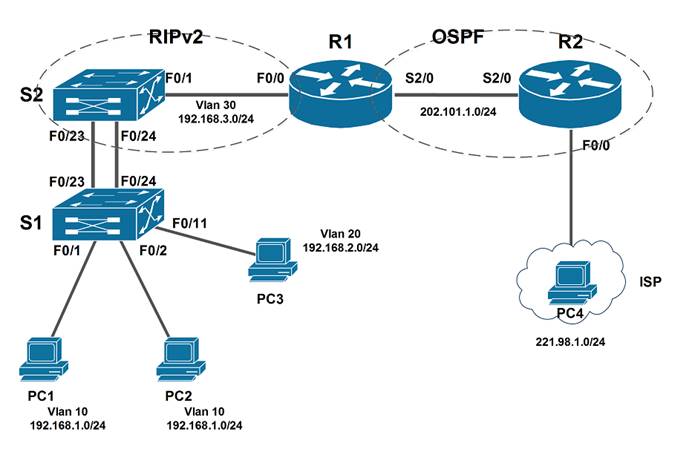 RIPv2
R1
OSPF
R2
S2
F0/1
F0/0
S2/0
S2/0
Vlan 30
192.168.3.0/24
202.101.1.0/24
F0/23
F0/24
F0/0
F0/23
F0/24
S1
F0/11
F0/1
F0/2
Vlan 20
192.168.2.0/24
PC3
ISP
PC4
221.98.1.0/24
PC1
PC2
Vlan 10
Vlan 10
192.168.1.0/24
192.168.1.0/24